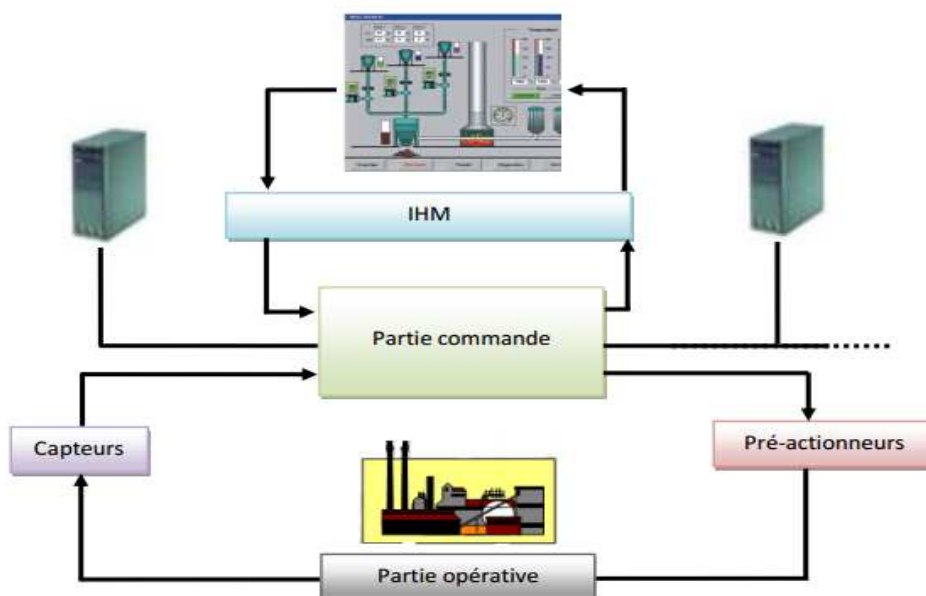 IHM
Partie commande
Capteurs
Pré-actionneurs
Partie opérative